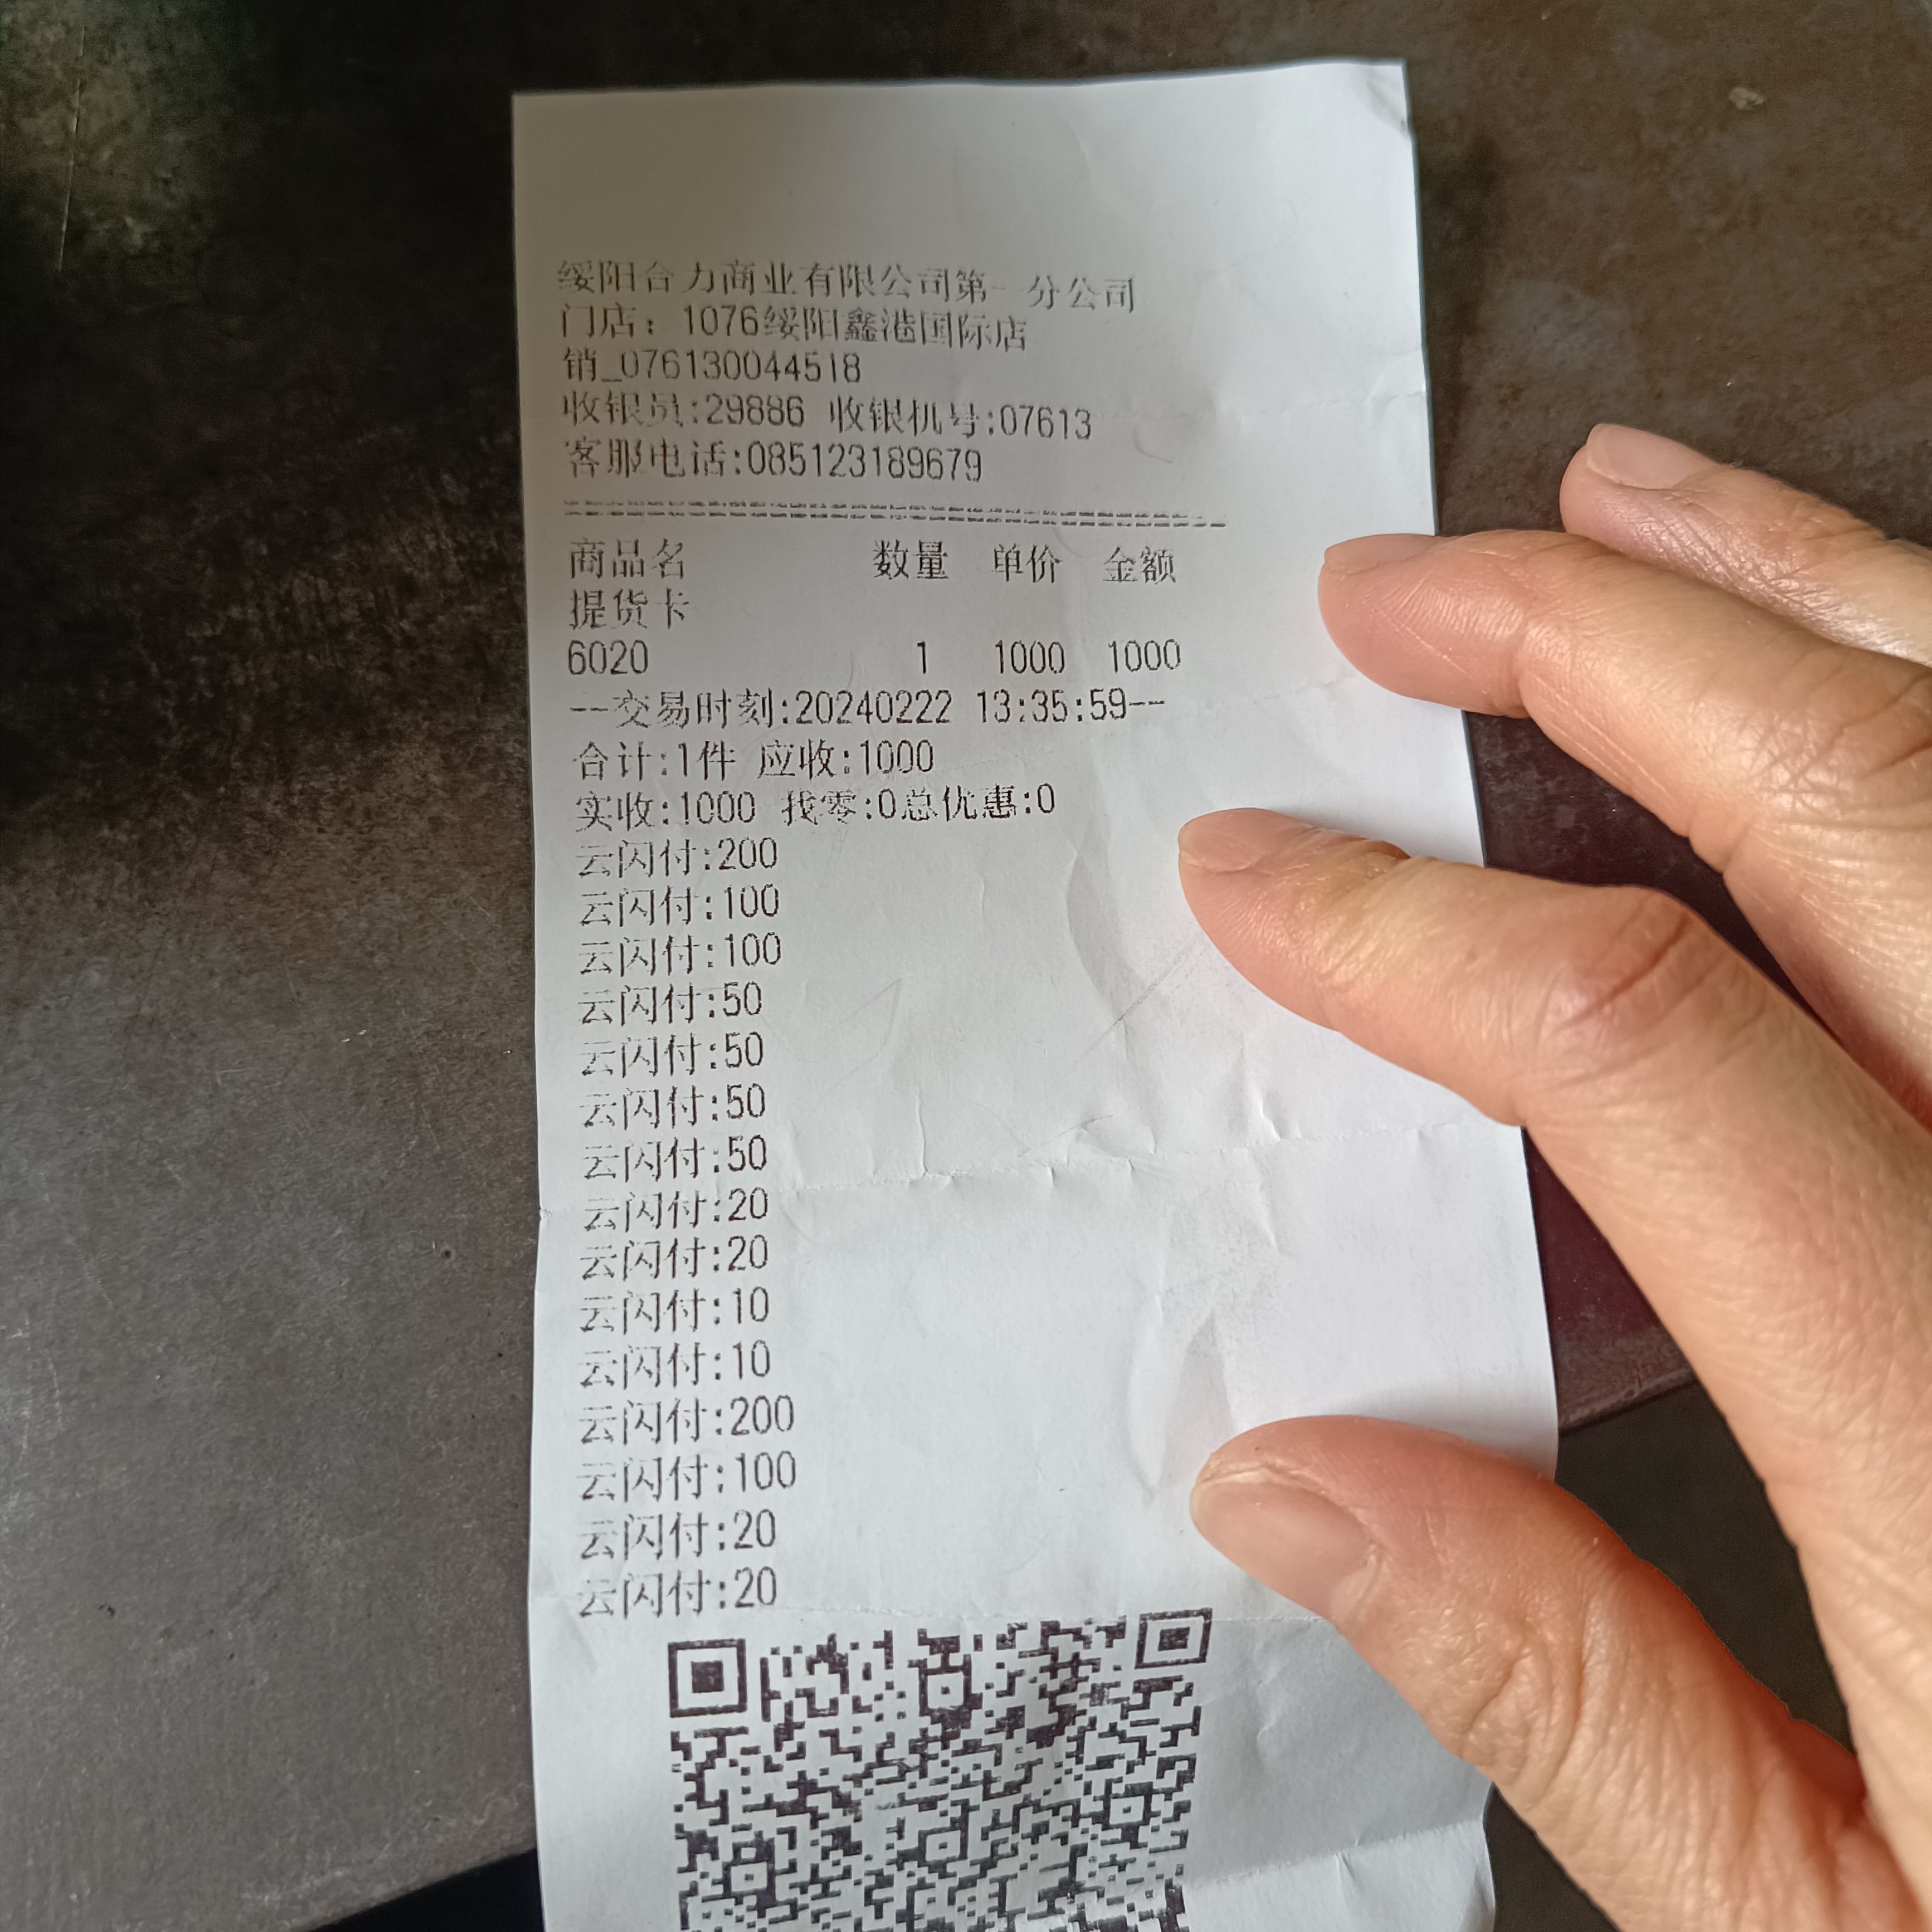 绥阳合力商业有限公司第一分公司
门店：1076绥阳鑫港国际店
销_076130044518
收银员:29886 收银机号:07613
客服电话:085123189679
商品名 数量 单价 金额
提货卡
6020 1 1000 1000
--交易时刻:20240222 13:35:59--
合计:1件 应收:1000
实收:1000 找零:0总优惠:0
云闪付:200
云闪付:100
云闪付:100
云闪付:50
云闪付:50
云闪付:50
云闪付:50
云闪付:20
云闪付:20
云闪付:10
云闪付:10
云闪付:200
云闪付:100
云闪付:20
云闪付:20